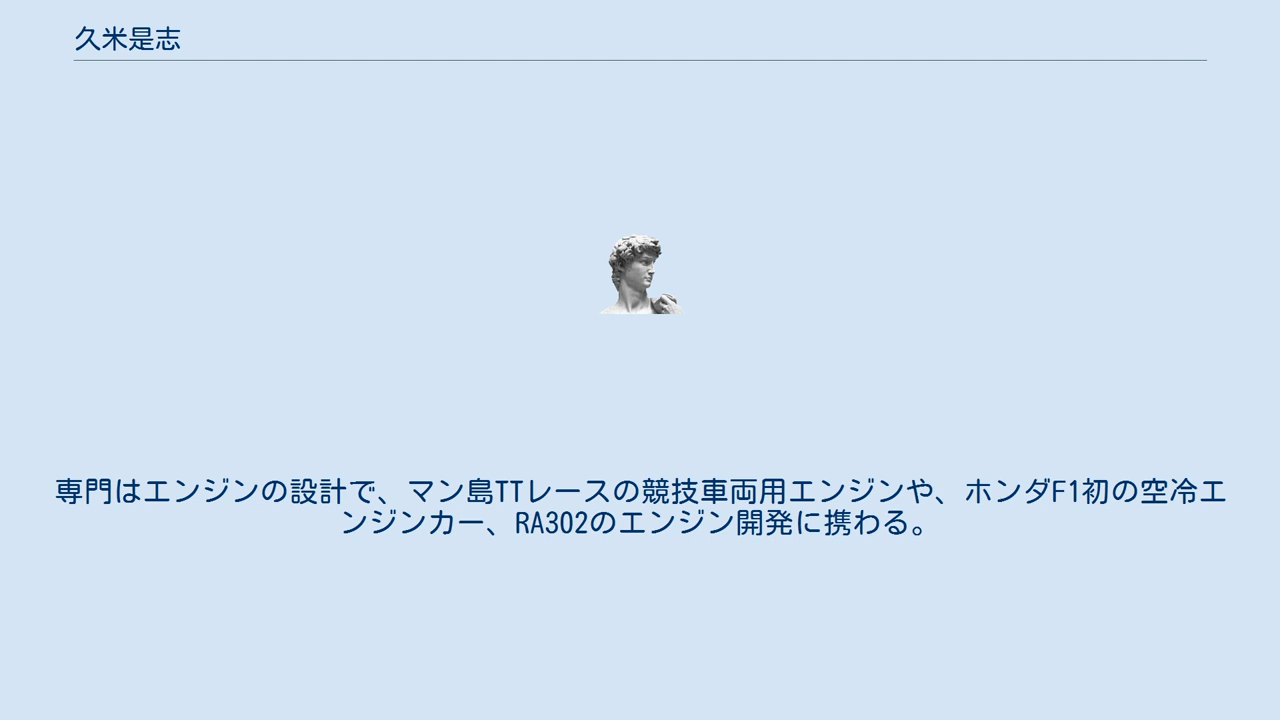 久米是志
専門はエンジンの設計で、マン島TTレースの競技車両用エンジンや、ホンダF1初の空冷エ
ンジンカー、RA302のエンジン開発に携わる。